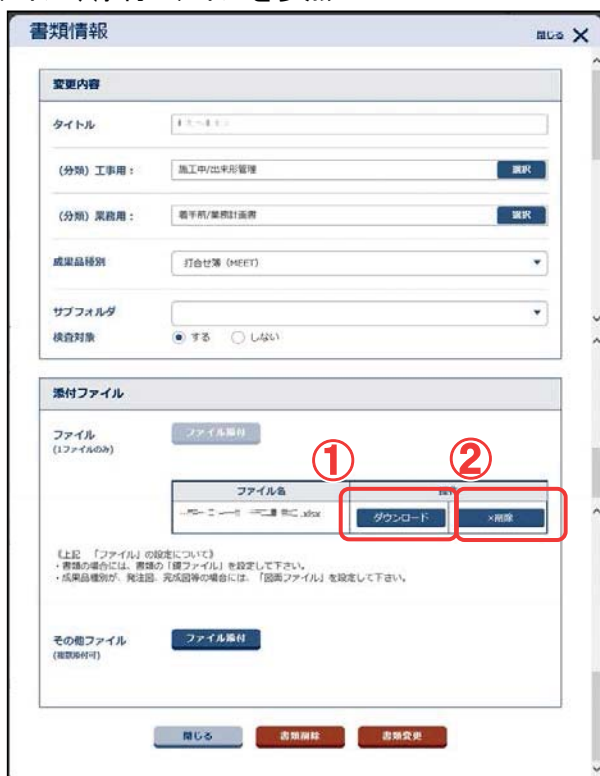 書類情報
閉じる ×
変更内容
タイトル
(分類) 工事用：
施工中/出来形管理
選択
(分類) 業務用：
着手前/業務計画書
選択
成果品種別
打合せ簿 (MEET)
サブフォルダ
検査対象
する
しない
添付ファイル
ファイル
(1ファイルのみ)
ファイル添付
① ②
ファイル名
.xlsx
ダウンロード
×削除
《上記 「ファイル」の設定について》
・書類の場合には、書類の「鑑ファイル」を設定して下さい。
・成果品種別が、発注図、完成図等の場合には、「図面ファイル」を設定して下さい。
その他ファイル
(複数添付可)
ファイル添付
閉じる
書類削除
書類変更